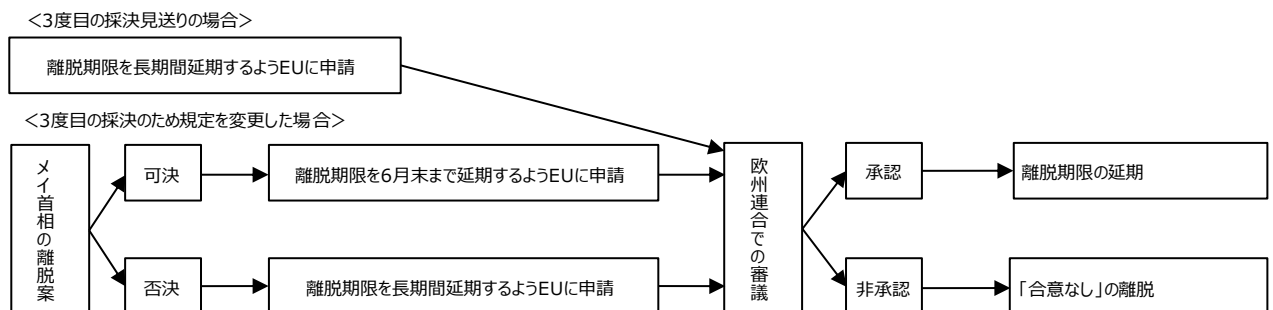 ＜3度目の採決見送りの場合＞
離脱期限を長期間延期するようEUに申請
＜3度目の採決のため規定を変更した場合＞
メイ首相の離脱案
可決
離脱期限を6月末まで延期するようEUに申請
欧州連合での審議
承認
離脱期限の延期
否決
離脱期限を長期間延期するようEUに申請
非承認
「合意なし」の離脱